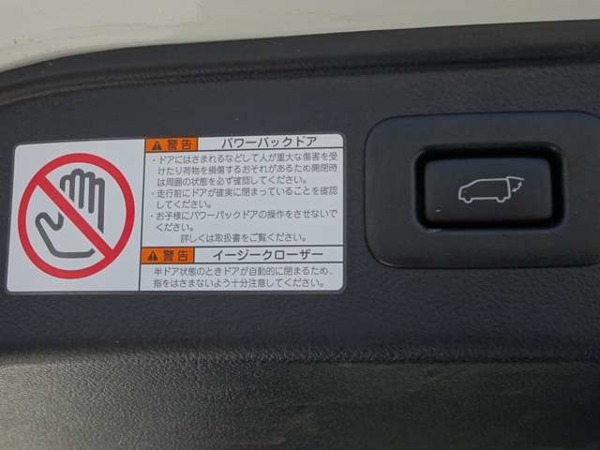 警告 パワーバックドア
・ドアにはさまれるなどして人が重大な傷害を受
けたり荷物を損傷するおそれがあるため開閉時
は周囲の状態を必ず確認してください。
・走行前にドアが確実に閉まっていることを確認
してください。
・お子様にパワーバックドアの操作をさせないで
ください。
詳しくは取扱書をご覧ください。
警告 イージークローザー
半ドア状態のときドアが自動的に閉まるため、
指をはさまないよう十分注意してください。